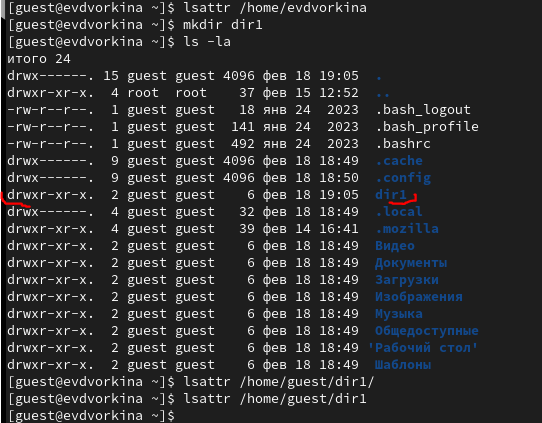 [guest@evdvorkina ~]$ lsattr /home/evdvorkina
[guest@evdvorkina ~]$ mkdir dir1
[guest@evdvorkina ~]$ ls -la
итого 24
drwx------. 15 guest guest 4096 фев 18 19:05 .
drwxr-xr-x. 4 root root 37 фев 15 12:52 ..
-rw-r--r--. 1 guest guest 18 янв 24 2023 .bash_logout
-rw-r--r--. 1 guest guest 141 янв 24 2023 .bash_profile
-rw-r--r--. 1 guest guest 492 янв 24 2023 .bashrc
drwx------. 9 guest guest 4096 фев 18 18:49 .cache
drwx------. 9 guest guest 4096 фев 18 18:50 .config
drwxr-xr-x. 2 guest guest 6 фев 18 19:05 dir1
drwx------. 4 guest guest 32 фев 18 18:49 .local
drwxr-xr-x. 4 guest guest 39 фев 14 16:41 .mozilla
drwxr-xr-x. 2 guest guest 6 фев 18 18:49 Видео
drwxr-xr-x. 2 guest guest 6 фев 18 18:49 Документы
drwxr-xr-x. 2 guest guest 6 фев 18 18:49 Загрузки
drwxr-xr-x. 2 guest guest 6 фев 18 18:49 Изображения
drwxr-xr-x. 2 guest guest 6 фев 18 18:49 Музыка
drwxr-xr-x. 2 guest guest 6 фев 18 18:49 Общедоступные
drwxr-xr-x. 2 guest guest 6 фев 18 18:49 'Рабочий стол'
drwxr-xr-x. 2 guest guest 6 фев 18 18:49 Шаблоны
[guest@evdvorkina ~]$ lsattr /home/guest/dir1/
[guest@evdvorkina ~]$ lsattr /home/guest/dir1
[guest@evdvorkina ~]$